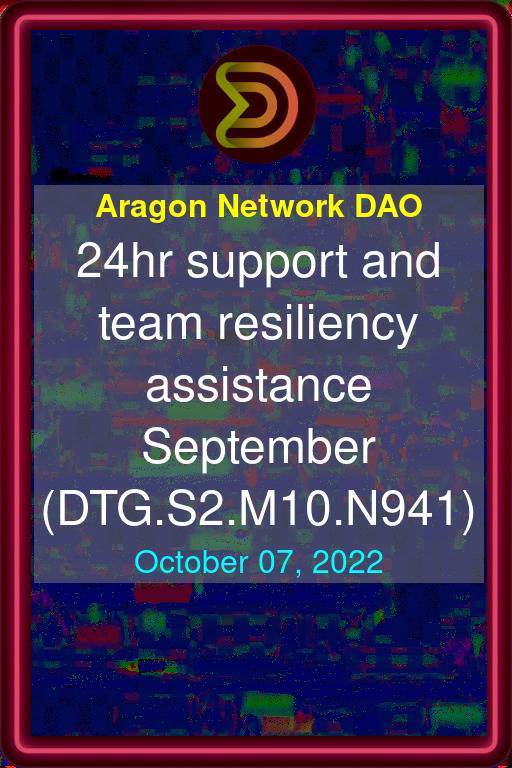 Aragon Network DAO
24hr support and
team resiliency
assistance
September
(DTG.S2.M10.N941)
October 07, 2022